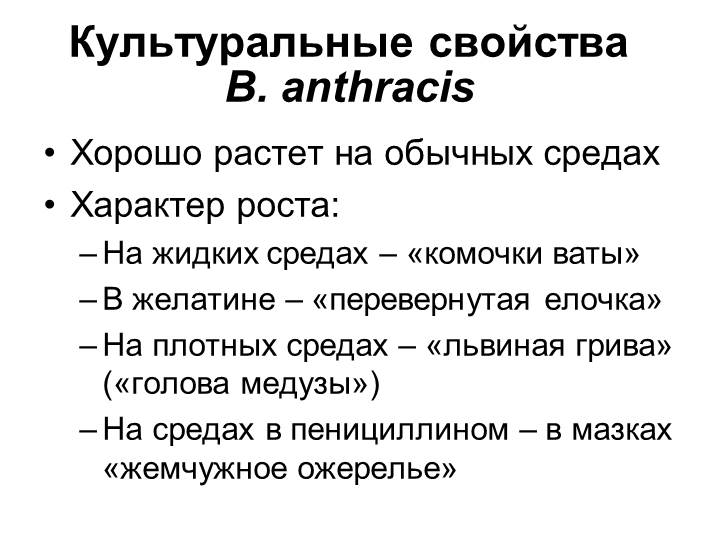 Культуральные свойства
B. anthracis
• Хорошо растет на обычных средах
• Характер роста:
– На жидких средах – «комочки ваты»
– В желатине – «перевернутая елочка»
– На плотных средах – «львиная грива»
(«голова медузы»)
– На средах в пенициллином – в мазках
«жемчужное ожерелье»